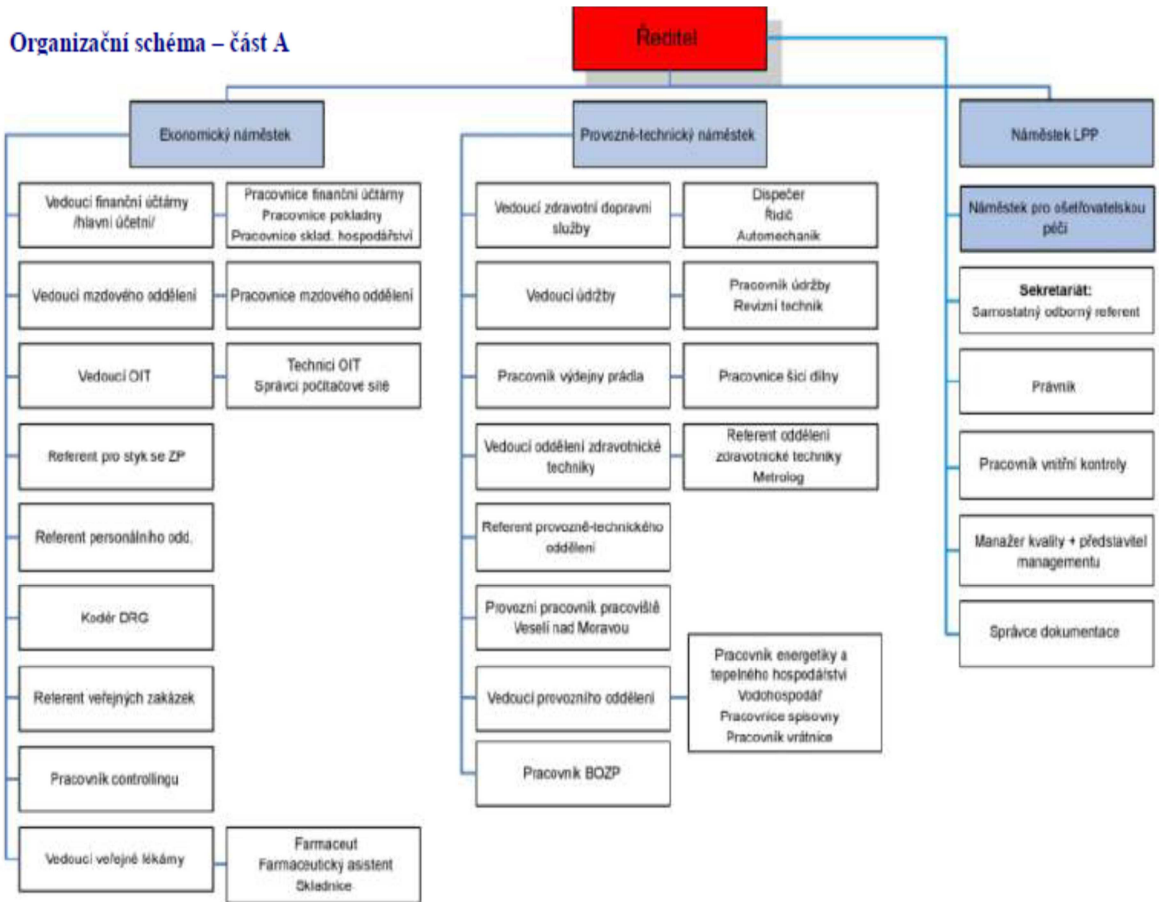 Organizační schéma – část A
Ředitel
Ekonomický náměstek
Provozně-technický náměstek
Náměstek LPP
Vedoucí finanční účtárny
/hlavní účetní/
Pracovnice finanční účtárny
Pracovnice pokladny
Pracovnice sklad. hospodářství
Vedoucí mzdového oddělení
Pracovnice mzdového oddělení
Vedoucí OIT
Technici OIT
Správci počítačové sítě
Referent pro styk se ZP
Referent personálního odd.
Kodér DRG
Referent veřejných zakázek
Pracovník controllingu
Vedoucí veřejné lékárny
Farmaceut
Farmaceutický asistent
Skladnice
Vedoucí zdravotní dopravní
služby
Dispečer
Řidič
Automechanik
Vedoucí údržby
Pracovník údržby
Revizní technik
Pracovník výdejny prádla
Pracovnice šicí dílny
Vedoucí oddělení zdravotnické
techniky
Referent oddělení
zdravotnické techniky
Metrolog
Referent provozně-technického
oddělení
Provozní pracovník pracoviště
Veselí nad Moravou
Vedoucí provozního oddělení
Pracovník energetiky a
tepelného hospodářství
Vodohospodář
Pracovnice spisovny
Pracovník vrátnice
Pracovník BOZP
Náměstek pro ošetřovatelskou
péči
Sekretariát:
Samostatný odborný referent
Právník
Pracovník vnitřní kontroly
Manažer kvality + představitel
managementu
Správce dokumentace